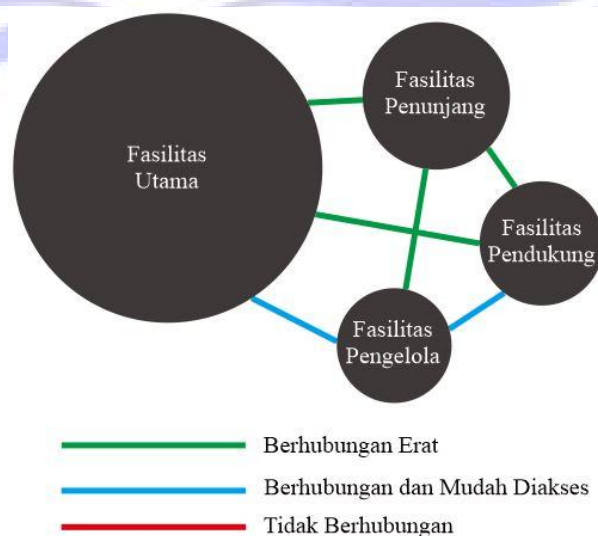 Fasilitas
Utama
Fasilitas
Penunjang
Fasilitas
Pendukung
Fasilitas
Pengelola
Berhubungan Erat
Berhubungan dan Mudah Diakses
Tidak Berhubungan